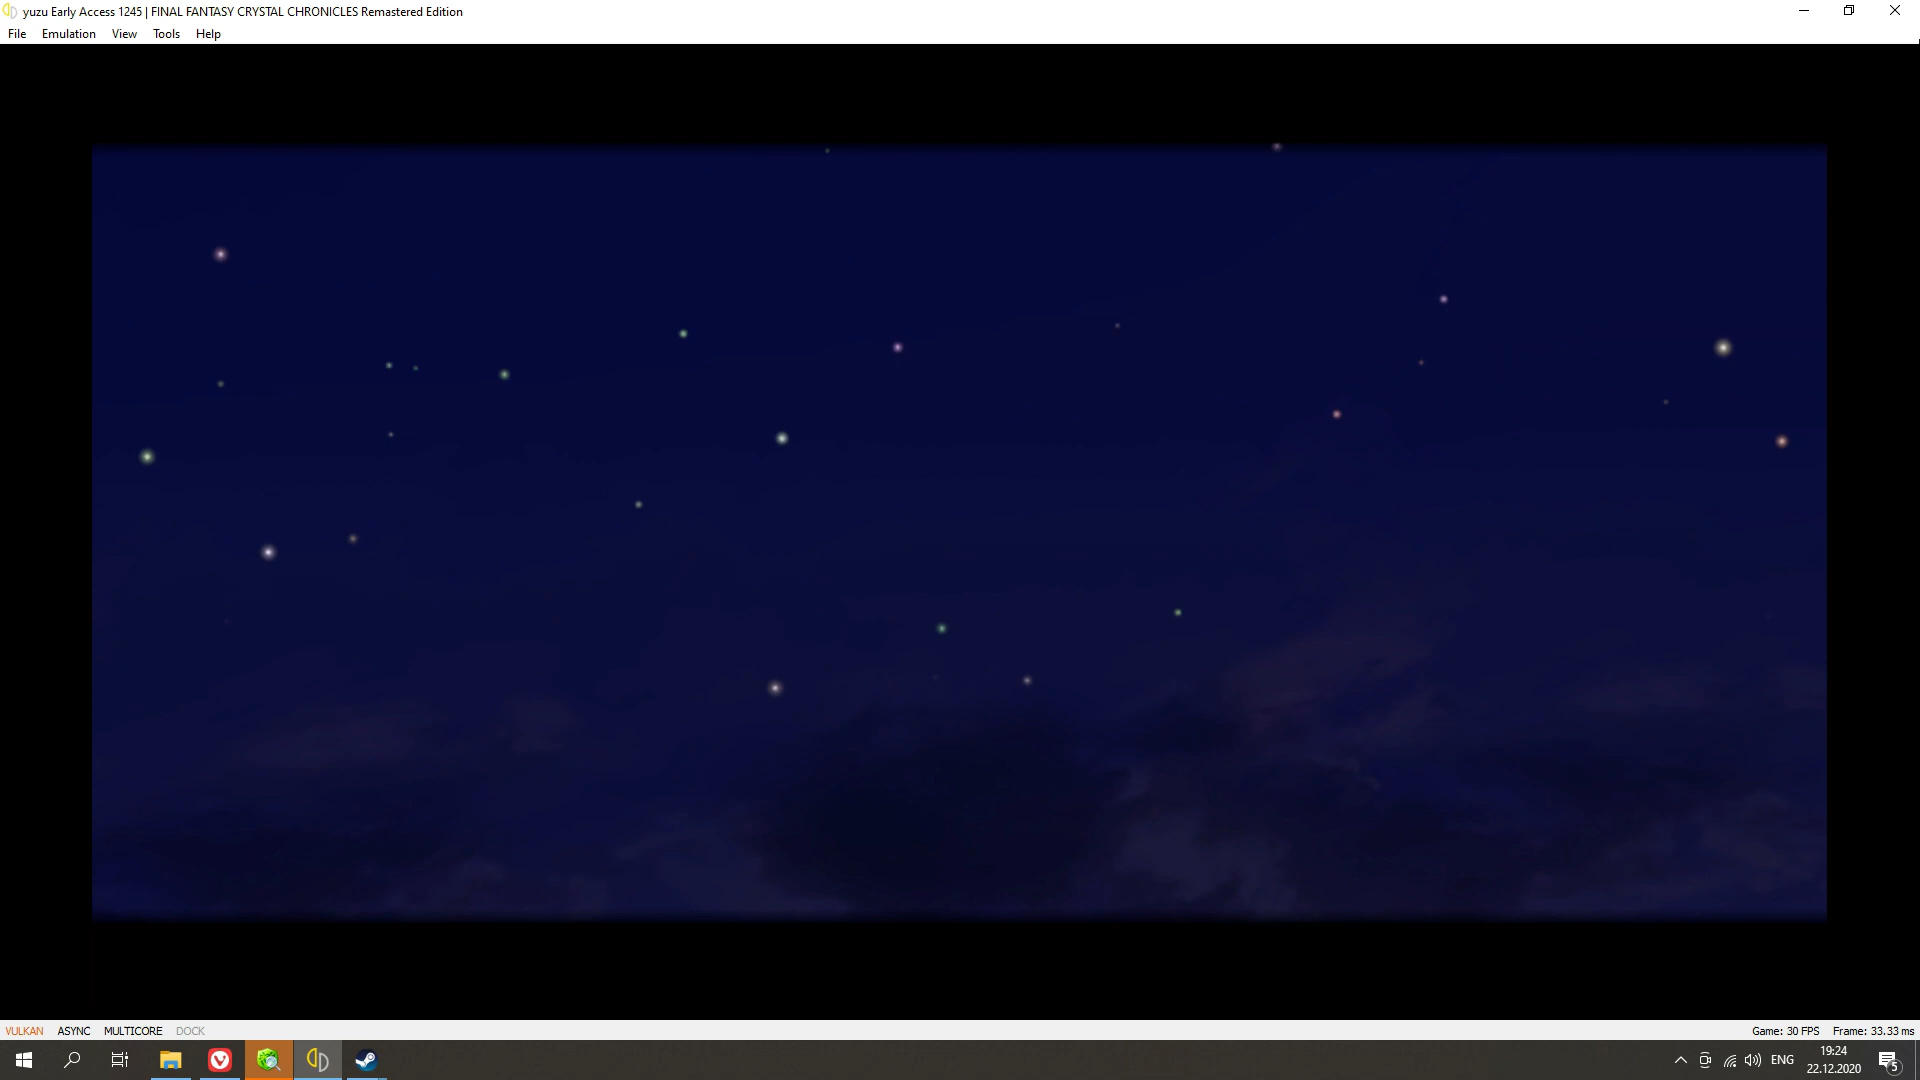 yuzu Early Access 1245 | FINAL FANTASY CRYSTAL CHRONICLES Remastered Edition
File Emulation View Tools Help
VULKAN ASYNC MULTICORE DOCK Game: 30 FPS Frame: 33.33 ms
ENG 19:24
22.12.2020 5